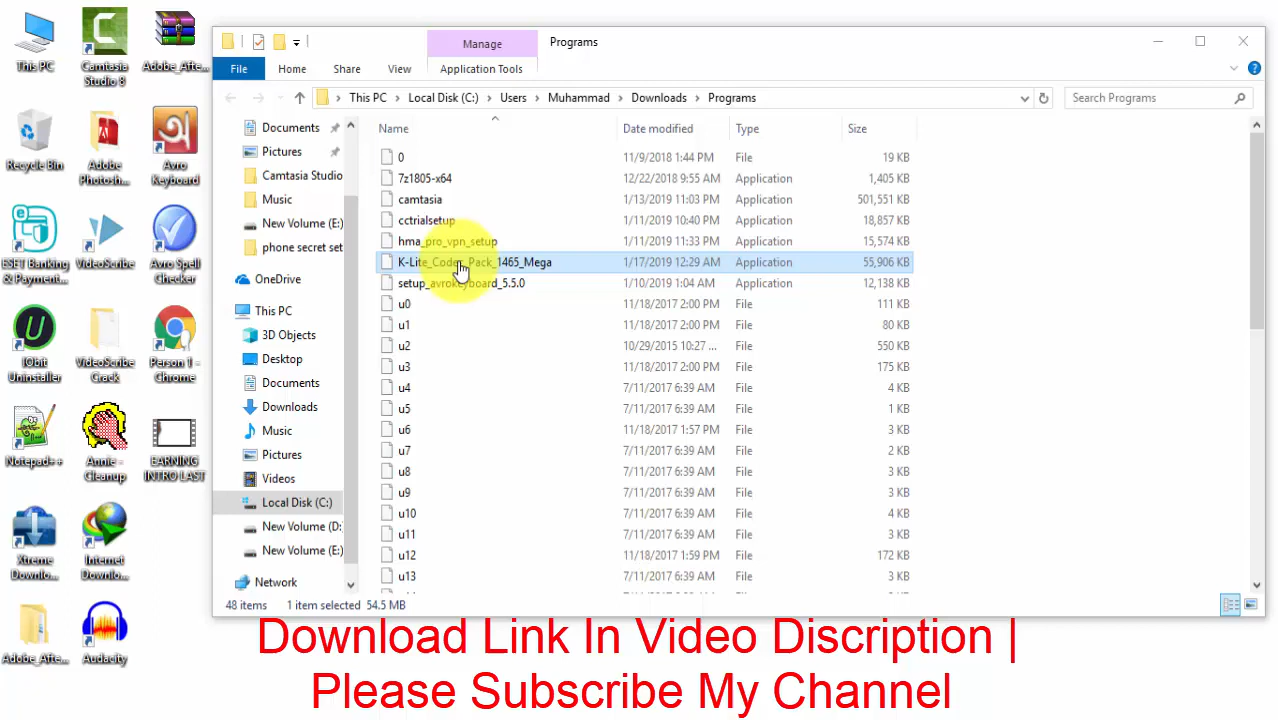 This PC
Camtasia
Studio 8
Adobe_Afte...
Recycle Bin
Adobe
Photosh...
Avro
Keyboard
ESET Banking
& Paymen...
VideoScribe
Avro Spell
Checker
IObit
Uninstaller
VideoScribe
Crack
Person 1 -
Chrome
Notepad++
Annie -
Cleanup
EARNING
INTRO LAST
Xtreme
Downlo...
Internet
Downlo...
Adobe_Afte...
Audacity
Manage
Programs
File
Home
Share
View
Application Tools
This PC > Local Disk (C:) > Users > Muhammad > Downloads > Programs
Search Programs
Documents
Pictures
Camtasia Studio
Music
New Volume (E:)
phone secret set
OneDrive
This PC
3D Objects
Desktop
Documents
Downloads
Music
Pictures
Videos
Local Disk (C:)
New Volume (D:
New Volume (E:)
Network
Name Date modified Type Size
0 11/9/2018 1:44 PM File 19 KB
7z1805-x64 12/22/2018 9:55 AM Application 1,405 KB
camtasia 1/13/2019 11:03 PM Application 501,551 KB
cctrialsetup 1/11/2019 10:40 PM Application 18,857 KB
hma_pro_vpn_setup 1/11/2019 11:33 PM Application 15,574 KB
K-Lite_Codec_Pack_1465_Mega 1/17/2019 12:29 AM Application 55,906 KB
setup_avrokeyboard_5.5.0 1/10/2019 1:04 AM Application 12,138 KB
u0 11/18/2017 2:00 PM File 111 KB
u1 11/18/2017 2:00 PM File 80 KB
u2 10/29/2015 10:27 ... File 550 KB
u3 11/18/2017 2:00 PM File 175 KB
u4 7/11/2017 6:39 AM File 4 KB
u5 7/11/2017 6:39 AM File 1 KB
u6 11/18/2017 1:57 PM File 3 KB
u7 7/11/2017 6:39 AM File 2 KB
u8 7/11/2017 6:39 AM File 3 KB
u9 7/11/2017 6:39 AM File 3 KB
u10 7/11/2017 6:39 AM File 4 KB
u11 7/11/2017 6:39 AM File 3 KB
u12 11/18/2017 1:59 PM File 172 KB
u13 7/11/2017 6:39 AM File 3 KB
48 items 1 item selected 54.5 MB
Download Link In Video Discription |
Please Subscribe My Channel